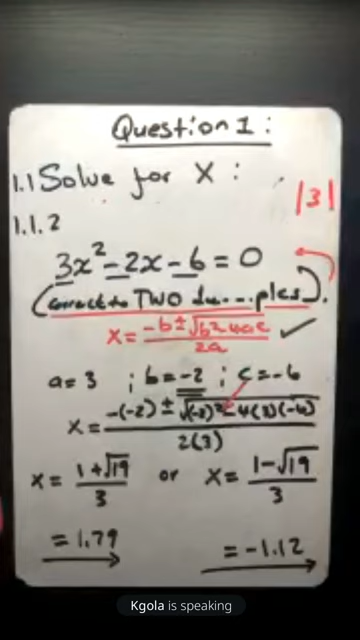 Question 1:
1.1 Solve for X :
|3|
1.1.2
3x² - 2x - 6 = 0
(correct to TWO).
x = -b ± √b² 4ac / 2a ✓
a = 3 ; b = -2 ; c = -6
x = -(-2) ± √(-2)² - 4(3)(-6) / 2(3)
x = 1 + √19 / 3 or x = 1 - √19 / 3
= 1.79 = -1.12
Kgola is speaking